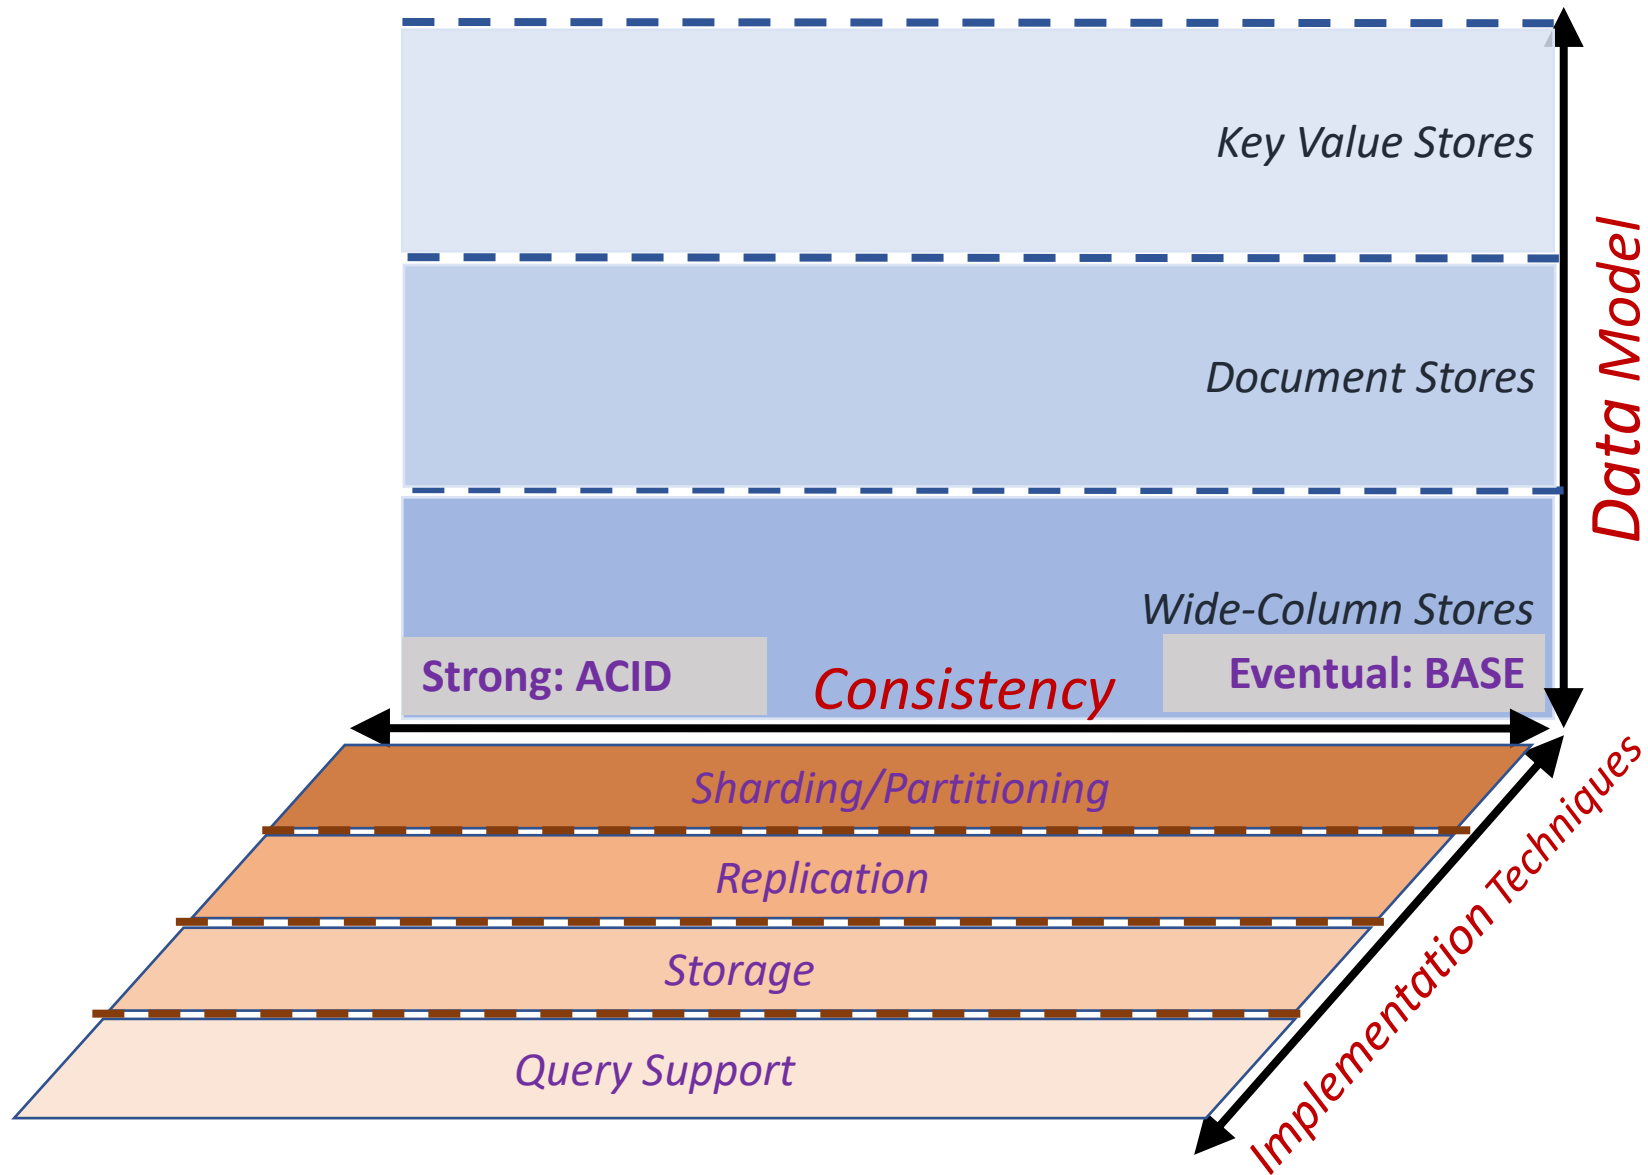 Key Value Stores
Document Stores
Data Model
Wide-Column Stores
Strong: ACID
Consistency
Eventual: BASE
Sharding/Partitioning
Replication
Storage
Query Support
Implementation Techniques